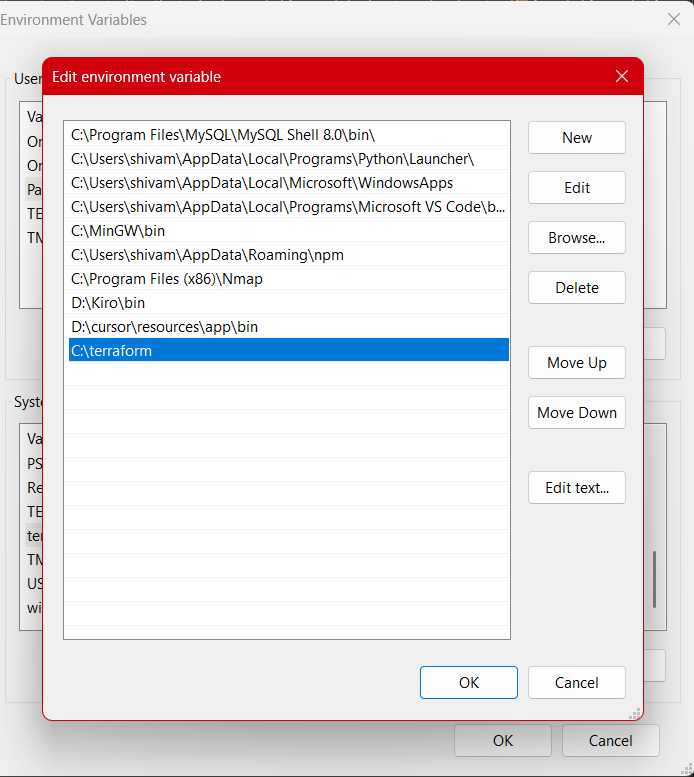 Environment Variables
Edit environment variable
User
Va
On
On
Pa
TE
TM
C:\Program Files\MySQL\MySQL Shell 8.0\bin\
C:\Users\shivam\AppData\Local\Programs\Python\Launcher\
C:\Users\shivam\AppData\Local\Microsoft\WindowsApps
C:\Users\shivam\AppData\Local\Programs\Microsoft VS Code\b...
C:\MinGW\bin
C:\Users\shivam\AppData\Roaming\npm
C:\Program Files (x86)\Nmap
D:\Kiro\bin
D:\cursor\resources\app\bin
C:\terraform
New
Edit
Browse...
Delete
Move Up
Move Down
Edit text...
Syste
Va
PS
Re
TE
ter
TM
US
wi
OK
Cancel
OK
Cancel